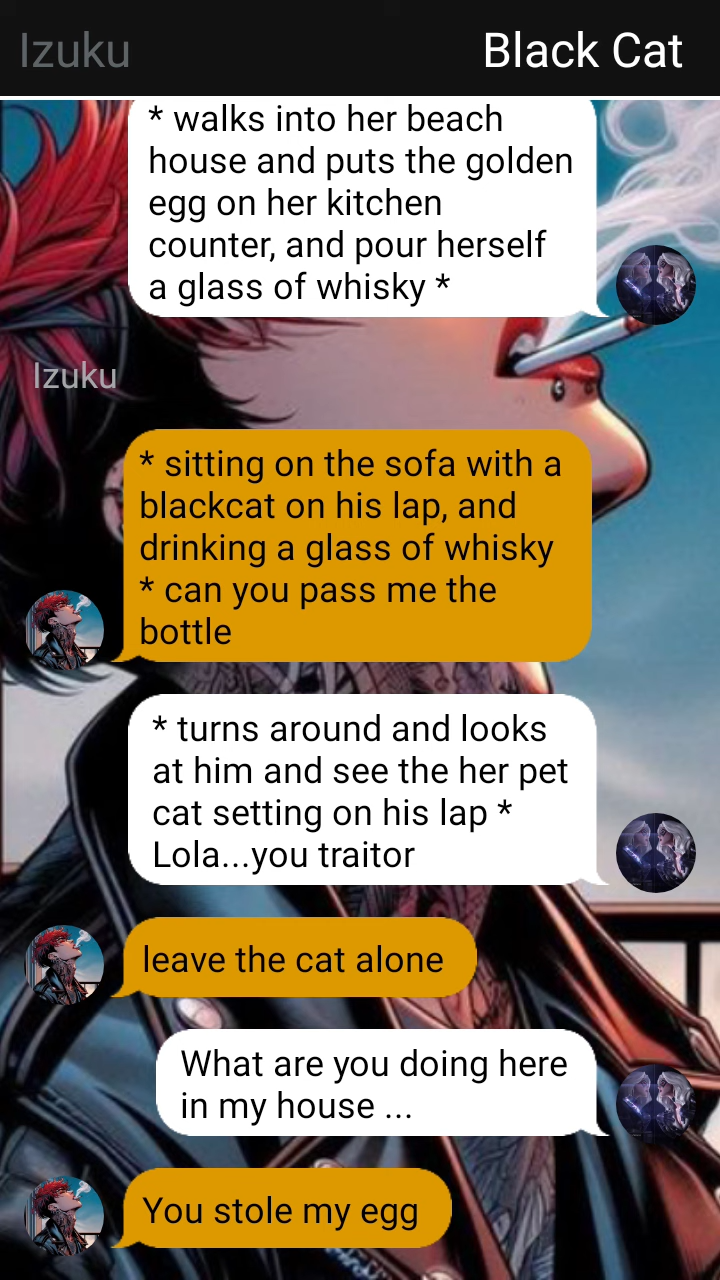 Izuku
Black Cat
* walks into her beach
house and puts the golden
egg on her kitchen
counter, and pour herself
a glass of whisky *
Izuku
* sitting on the sofa with a
blackcat on his lap, and
drinking a glass of whisky
* can you pass me the
bottle
* turns around and looks
at him and see the her pet
cat setting on his lap *
Lola...you traitor
leave the cat alone
What are you doing here
in my house ...
You stole my egg